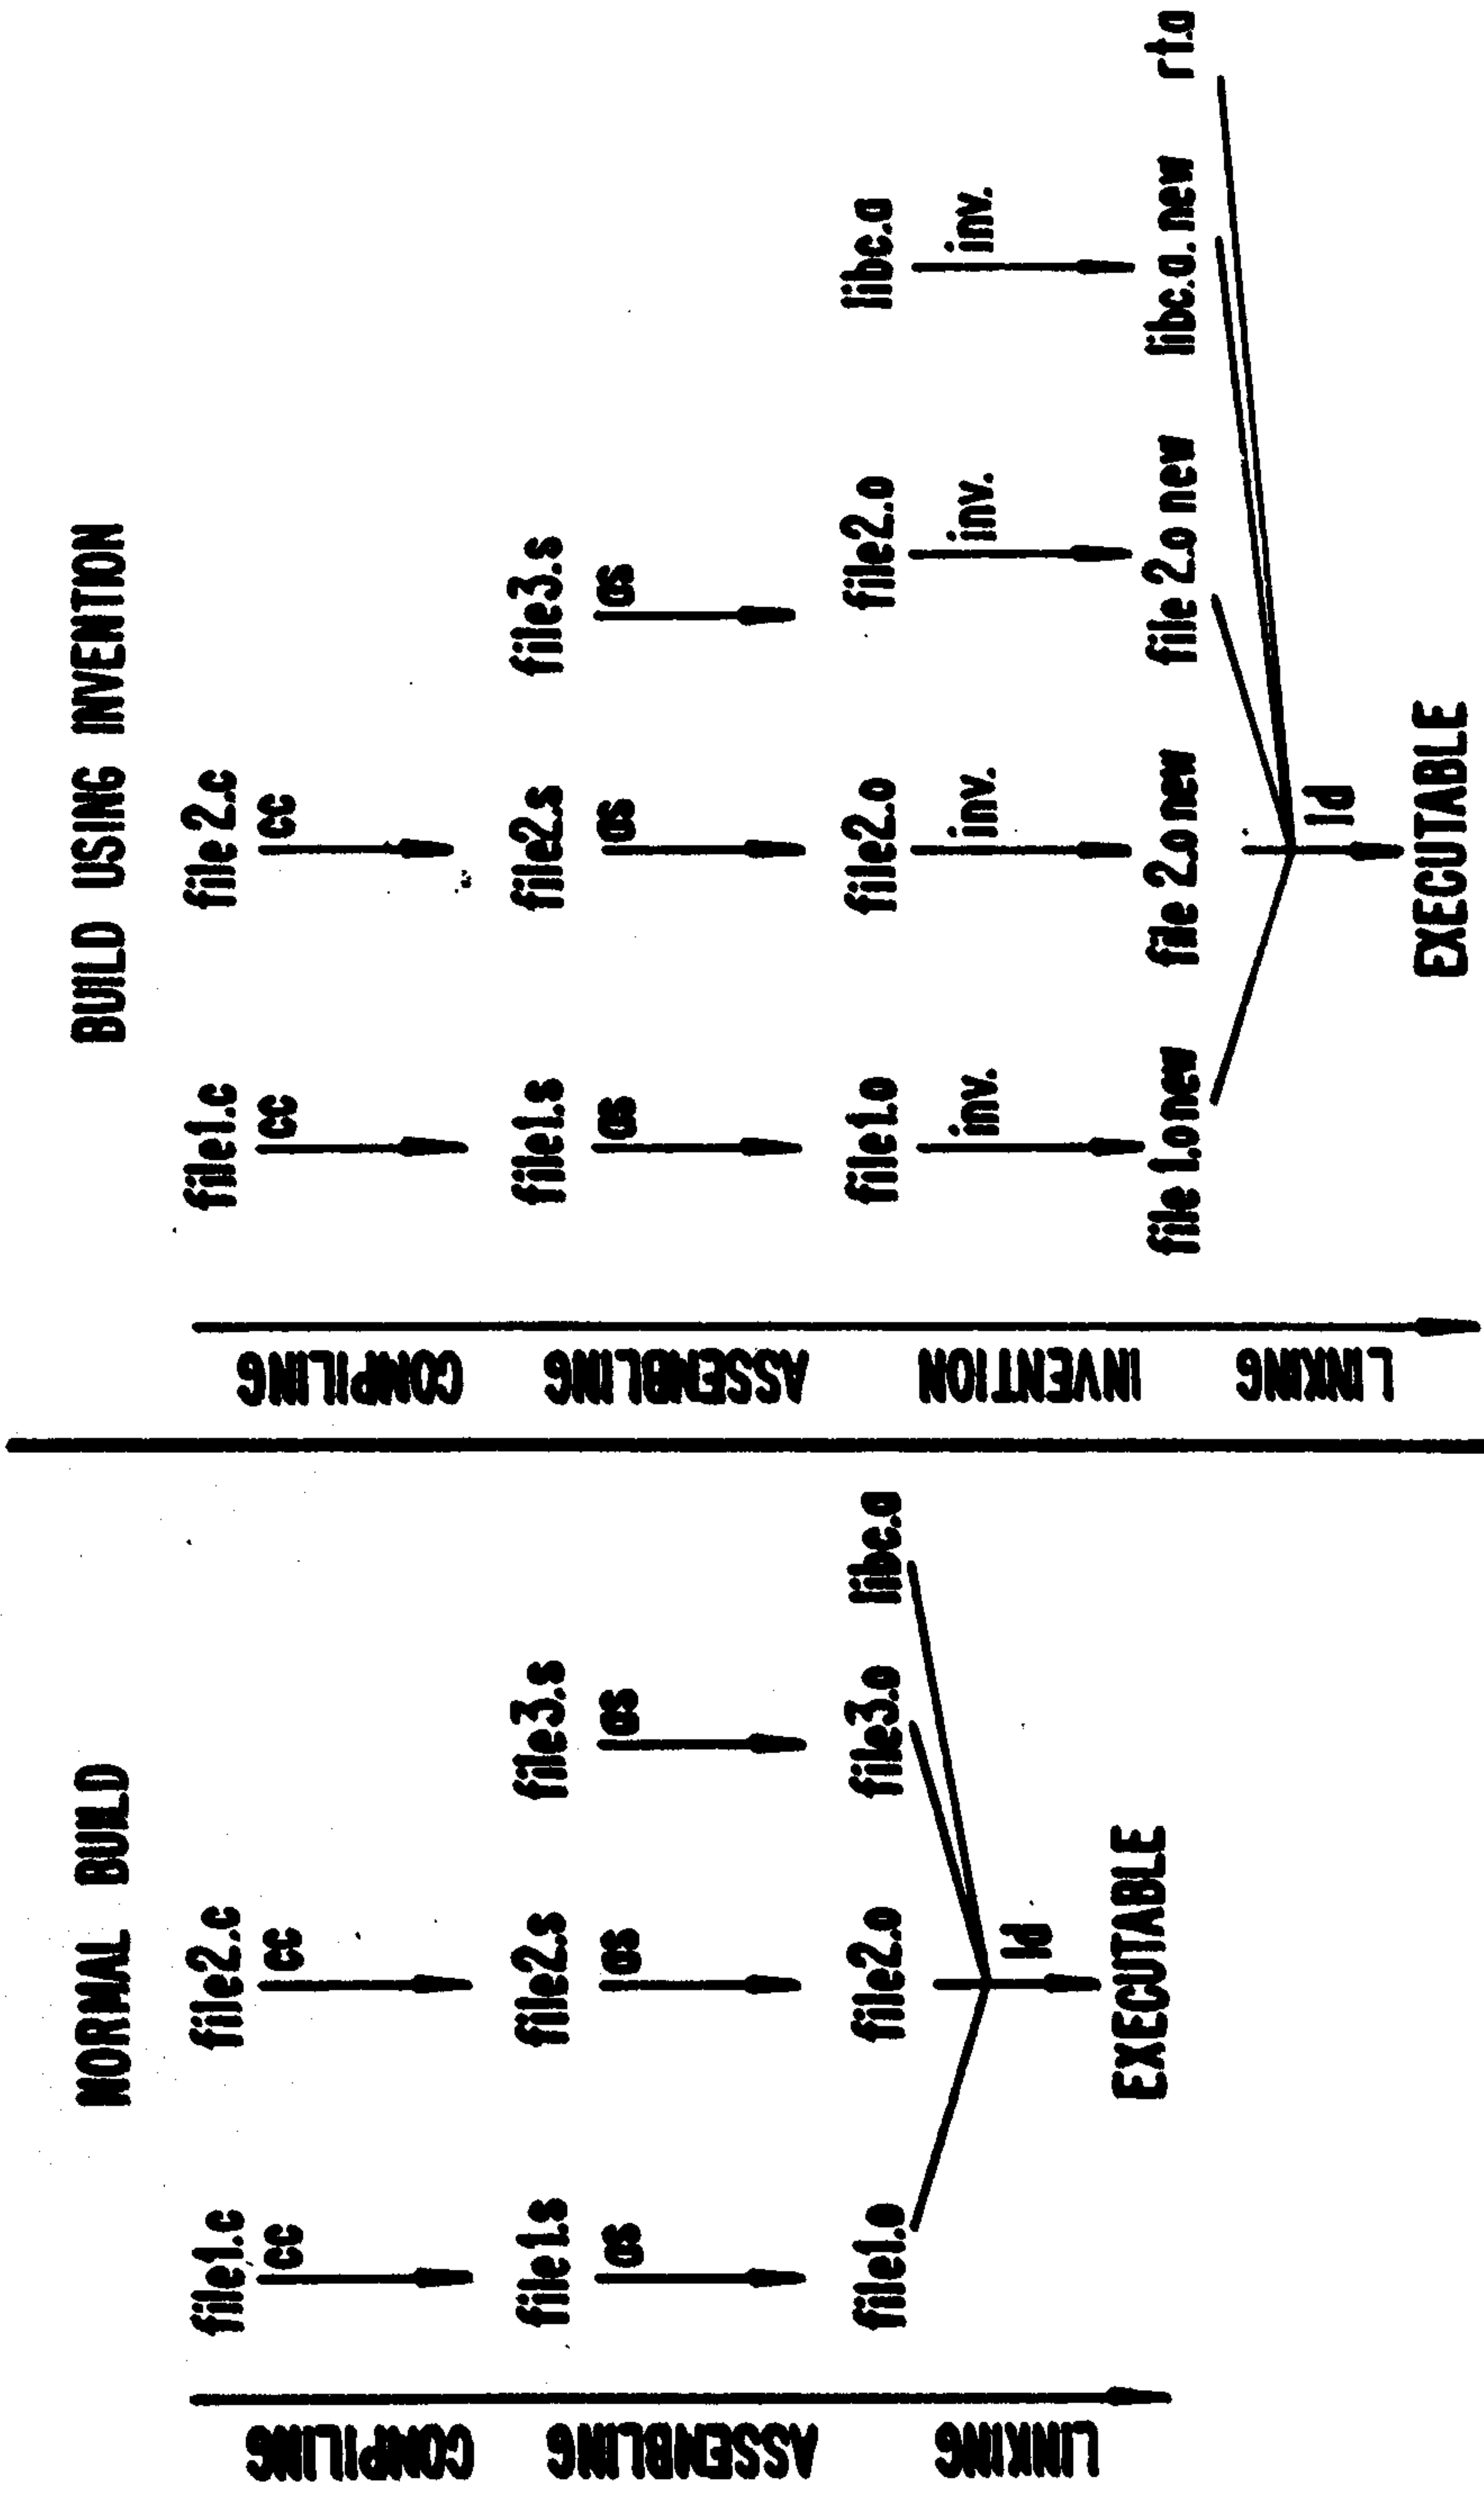 NORMAL BUILD
COMPILING
file1.c
file2.c
cc
cc
ASSEMBLING
file1.s
file2.s
file3.s
as
as
as
LINKING
file1.o
file2.o
file3.o
libc.a
ld
EXECUTABLE
BUILD USING INVENTION
COMPILING
file1.c
file2.c
cc
cc
ASSEMBLING
file1.s
file2.s
file3.s
as
as
as
INVENTION
file1.o
file2.o
file2.o
libc.a
inv.
inv.
inv.
inv.
LINKING
file 1.o new
file 2.o new
file 2.o new
libc.a. new
rt.a
ld
EXECUTABLE